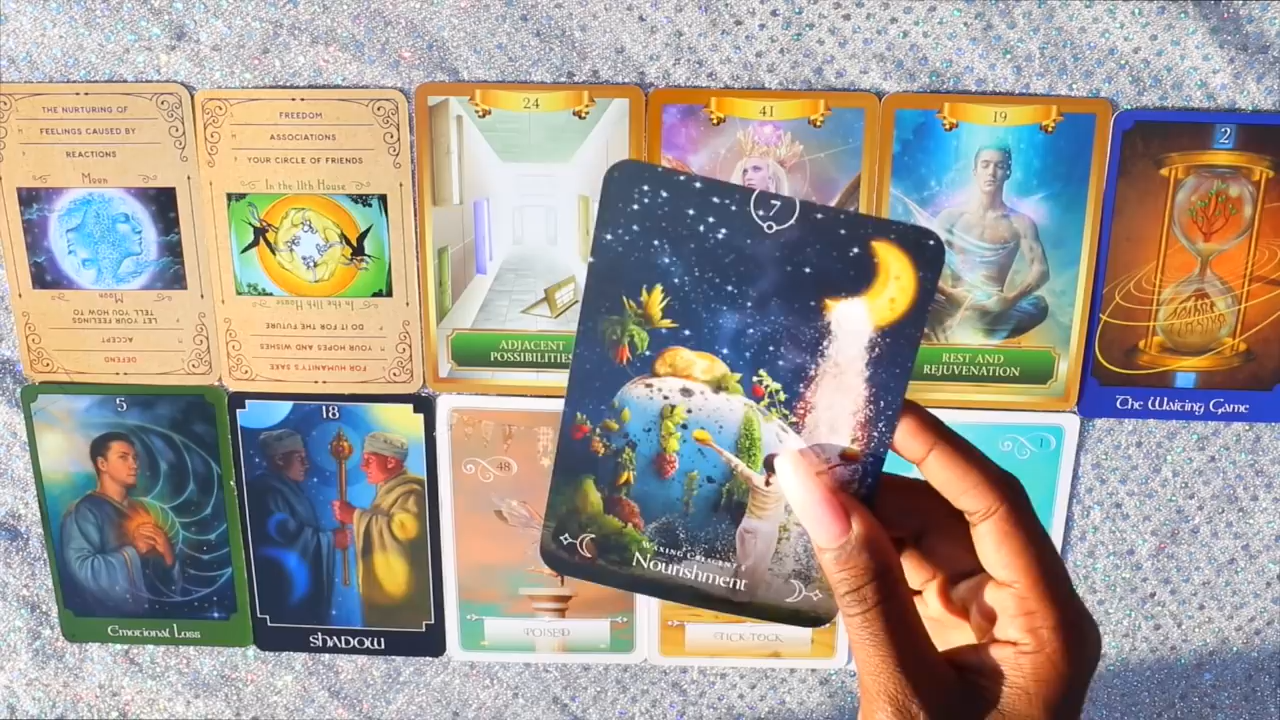 THE NURTURING OF
FEELINGS CAUSED BY
REACTIONS
Moon
Moon
LET YOUR FEELINGS
TELL YOU HOW TO
ACCEPT
DEFEND
FREEDOM
ASSOCIATIONS
YOUR CIRCLE OF FRIENDS
In the 11th House
In the 11th House
DO IT FOR THE FUTURE
YOUR HOPES AND WISHES
FOR HUMANITY'S SAKE
24
ADJACENT
POSSIBILITIES
41
19
REST AND
REJUVENATION
2
The Waiting Game
5
Emotional Loss
18
SHADOW
48
POISED
TICK-TOCK
1
7
WAXING CRESCENT
Nourishment